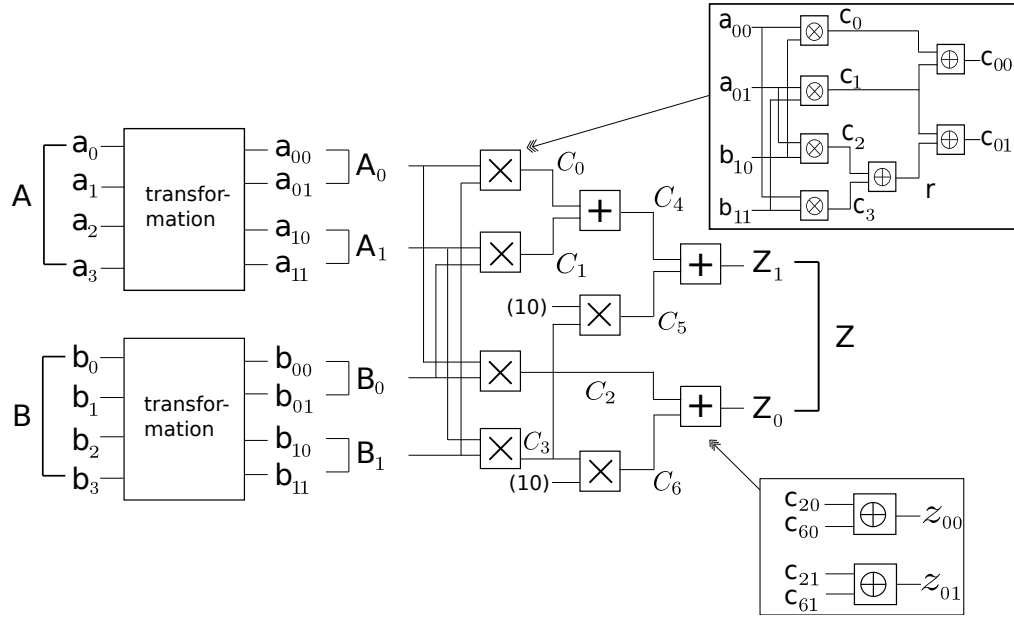 A
a₀
a₁
a₂
a₃
transfor-
mation
a₀₀
a₀₁
a₁₀
a₁₁
A₀
A₁
B
b₀
b₁
b₂
b₃
transfor-
mation
b₀₀
b₀₁
b₁₀
b₁₁
B₀
B₁
×
C₀
×
C₁
+
C₄
(10)
×
C₅
+
Z₁
×
C₂
×
C₃
(10)
×
C₆
+
Z₀
Z
a₀₀
a₀₁
b₁₀
b₁₁
⊗
c₀
⊗
c₁
⊗
c₂
⊗
c₃
⊕
r
⊕
c₀₀
⊕
c₀₁
c₂₀
c₆₀
⊕
z₀₀
c₂₁
c₆₁
⊕
z₀₁